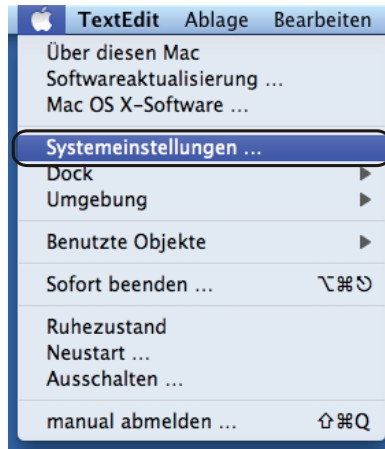 TextEdit Ablage Bearbeiten
Über diesen Mac
Softwareaktualisierung ...
Mac OS X-Software ...
Systemeinstellungen ...
Dock
Umgebung
Benutzte Objekte
Sofort beenden ... ⌥⌘⎋
Ruhezustand
Neustart ...
Ausschalten ...
manual abmelden ... ⇧⌘Q